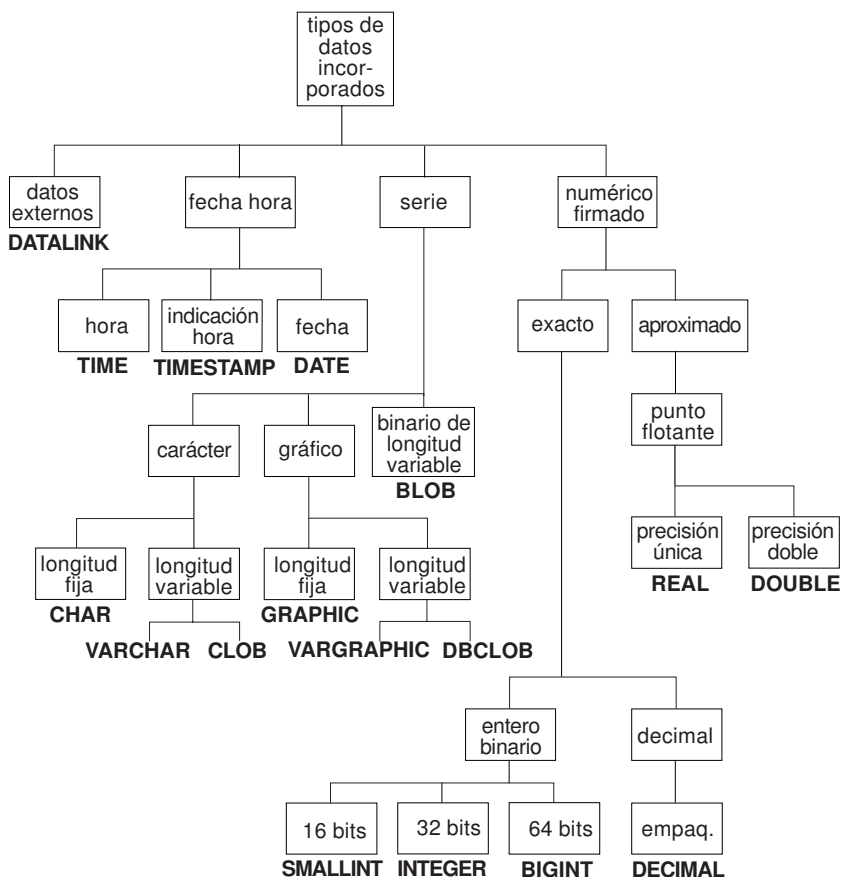 tipos de
datos
incor-
porados
datos
externos
DATALINK
fecha hora
serie
numérico
firmado
hora
TIME
indicación
hora
TIMESTAMP
fecha
DATE
exacto
aproximado
carácter
gráfico
binario de
longitud
variable
BLOB
punto
flotante
longitud
fija
CHAR
longitud
variable
longitud
fija
GRAPHIC
longitud
variable
precisión
única
REAL
precisión
doble
DOUBLE
VARCHAR
CLOB
VARGRAPHIC
DBCLOB
entero
binario
decimal
16 bits
SMALLINT
32 bits
INTEGER
64 bits
BIGINT
empaq.
DECIMAL